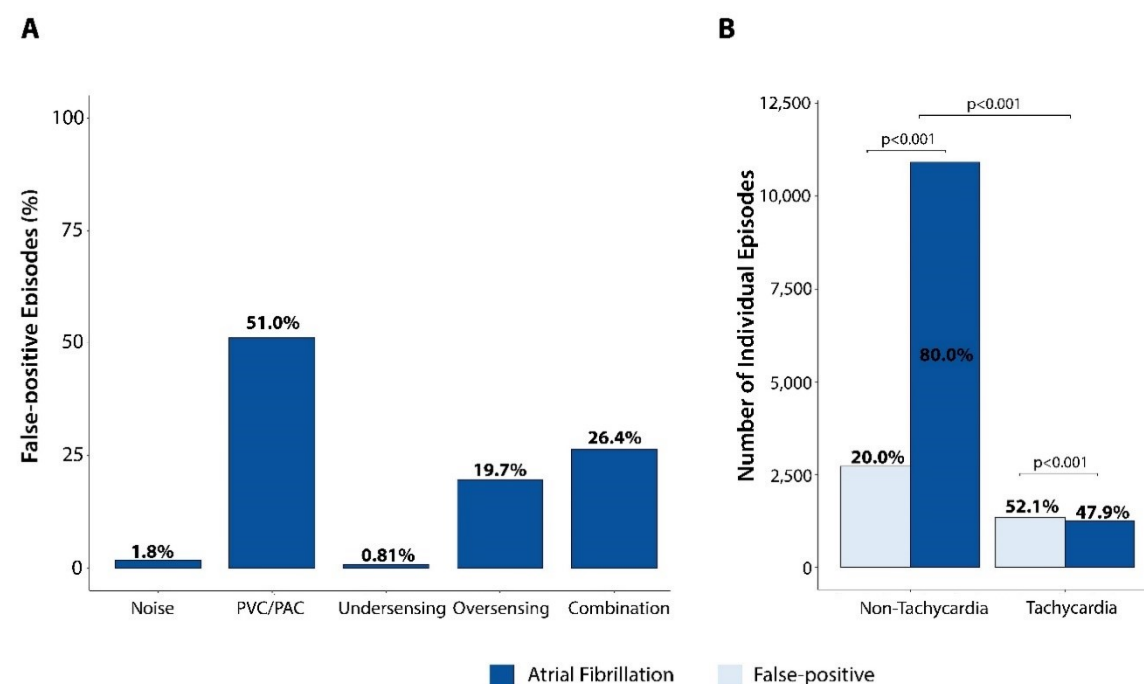 A
False-positive Episodes (%)
100
75
50
25
0
1.8%
51.0%
0.81%
19.7%
26.4%
Noise
PVC/PAC
Undersensing
Oversensing
Combination
B
Number of Individual Episodes
12,500
10,000
7,500
5,000
2,500
0
p<0.001
p<0.001
p<0.001
20.0%
80.0%
52.1%
47.9%
Non-Tachycardia
Tachycardia
Atrial Fibrillation
False-positive